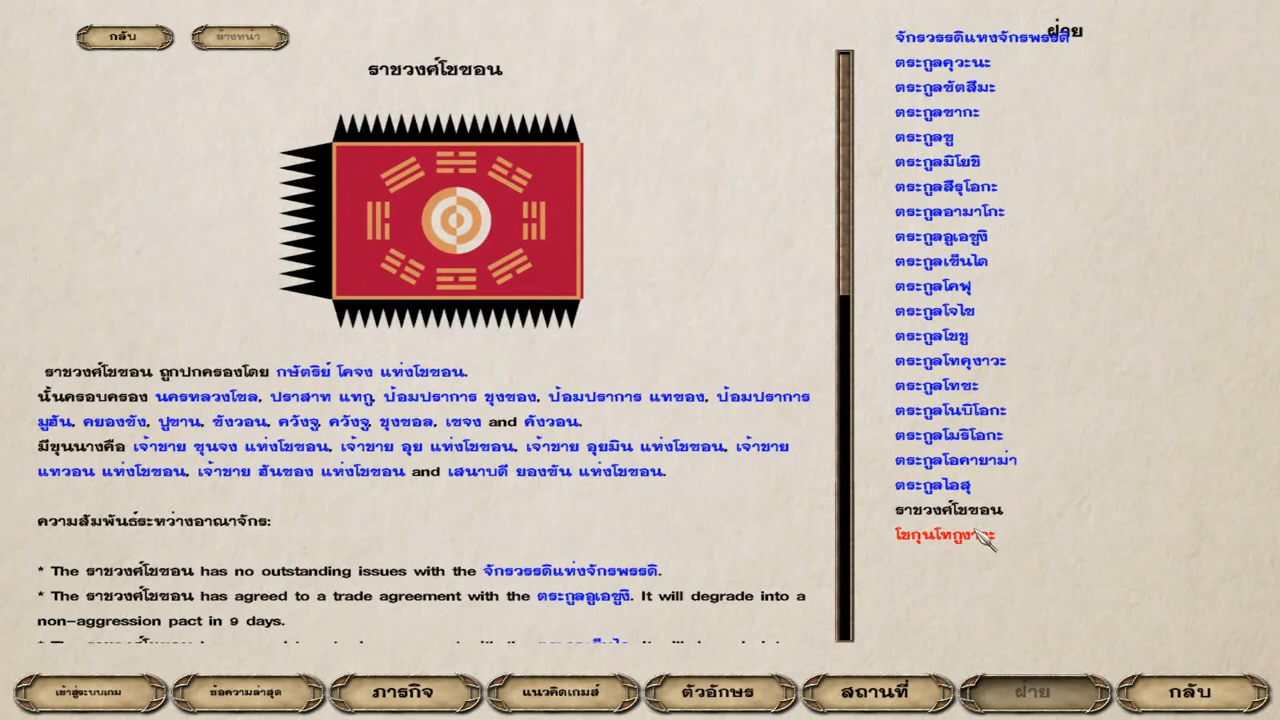 กลับ
ข้างหน้า
ราชวงศ์โชซอน
ราชวงศ์โชซอน ถูกปกครองโดย กษัตริย์ โคจง แห่งโชซอน.
นั้นครอบครอง นครหลวงโซล, ปราสาท แทกู, ป้อมปราการ ซุงซอง, ป้อมปราการ แทซอง, ป้อมปราการ
มูฮัน, คยองซัง, ปูซาน, ชังวอน, ควังจู, ควังจู, ชุงซอล, เชจง and คังวอน.
มีขุนนางคือ เจ้าชาย ซุนจง แห่งโชซอน, เจ้าชาย อุย แห่งโชซอน, เจ้าชาย อุยมิน แห่งโชซอน, เจ้าชาย
แทวอน แห่งโชซอน, เจ้าชาย ฮันซอง แห่งโชซอน and เสนาบดี ยองชัน แห่งโชซอน.
ความสัมพันธ์ระหว่างอาณาจักร:
* The ราชวงศ์โชซอน has no outstanding issues with the จักรวรรดิแห่งจักรพรรดิ.
* The ราชวงศ์โชซอน has agreed to a trade agreement with the ตระกูลอูเอซูงิ. It will degrade into a
non-aggression pact in 9 days.
ฝ่าย
จักรวรรดิแห่งจักรพรรดิ
ตระกูลคุวะนะ
ตระกูลซัตสึมะ
ตระกูลซากะ
ตระกูลซู
ตระกูลมิโยชิ
ตระกูลสึรุโอกะ
ตระกูลอามาโกะ
ตระกูลอูเอซูงิ
ตระกูลเซ็นได
ตระกูลโคฟุ
ตระกูลโจไซ
ตระกูลโชชู
ตระกูลโทคุงาวะ
ตระกูลโทซะ
ตระกูลโนบิโอกะ
ตระกูลโมริโอกะ
ตระกูลโอคายาม่า
ตระกูลไอสุ
ราชวงศ์โชซอน
โชกุนโทกูงาวะ
เข้าสู่ระบบเกม
ข้อความล่าสุด
ภารกิจ
แนวคิดเกมส์
ตัวอักษร
สถานที่
ฝ่าย
กลับ